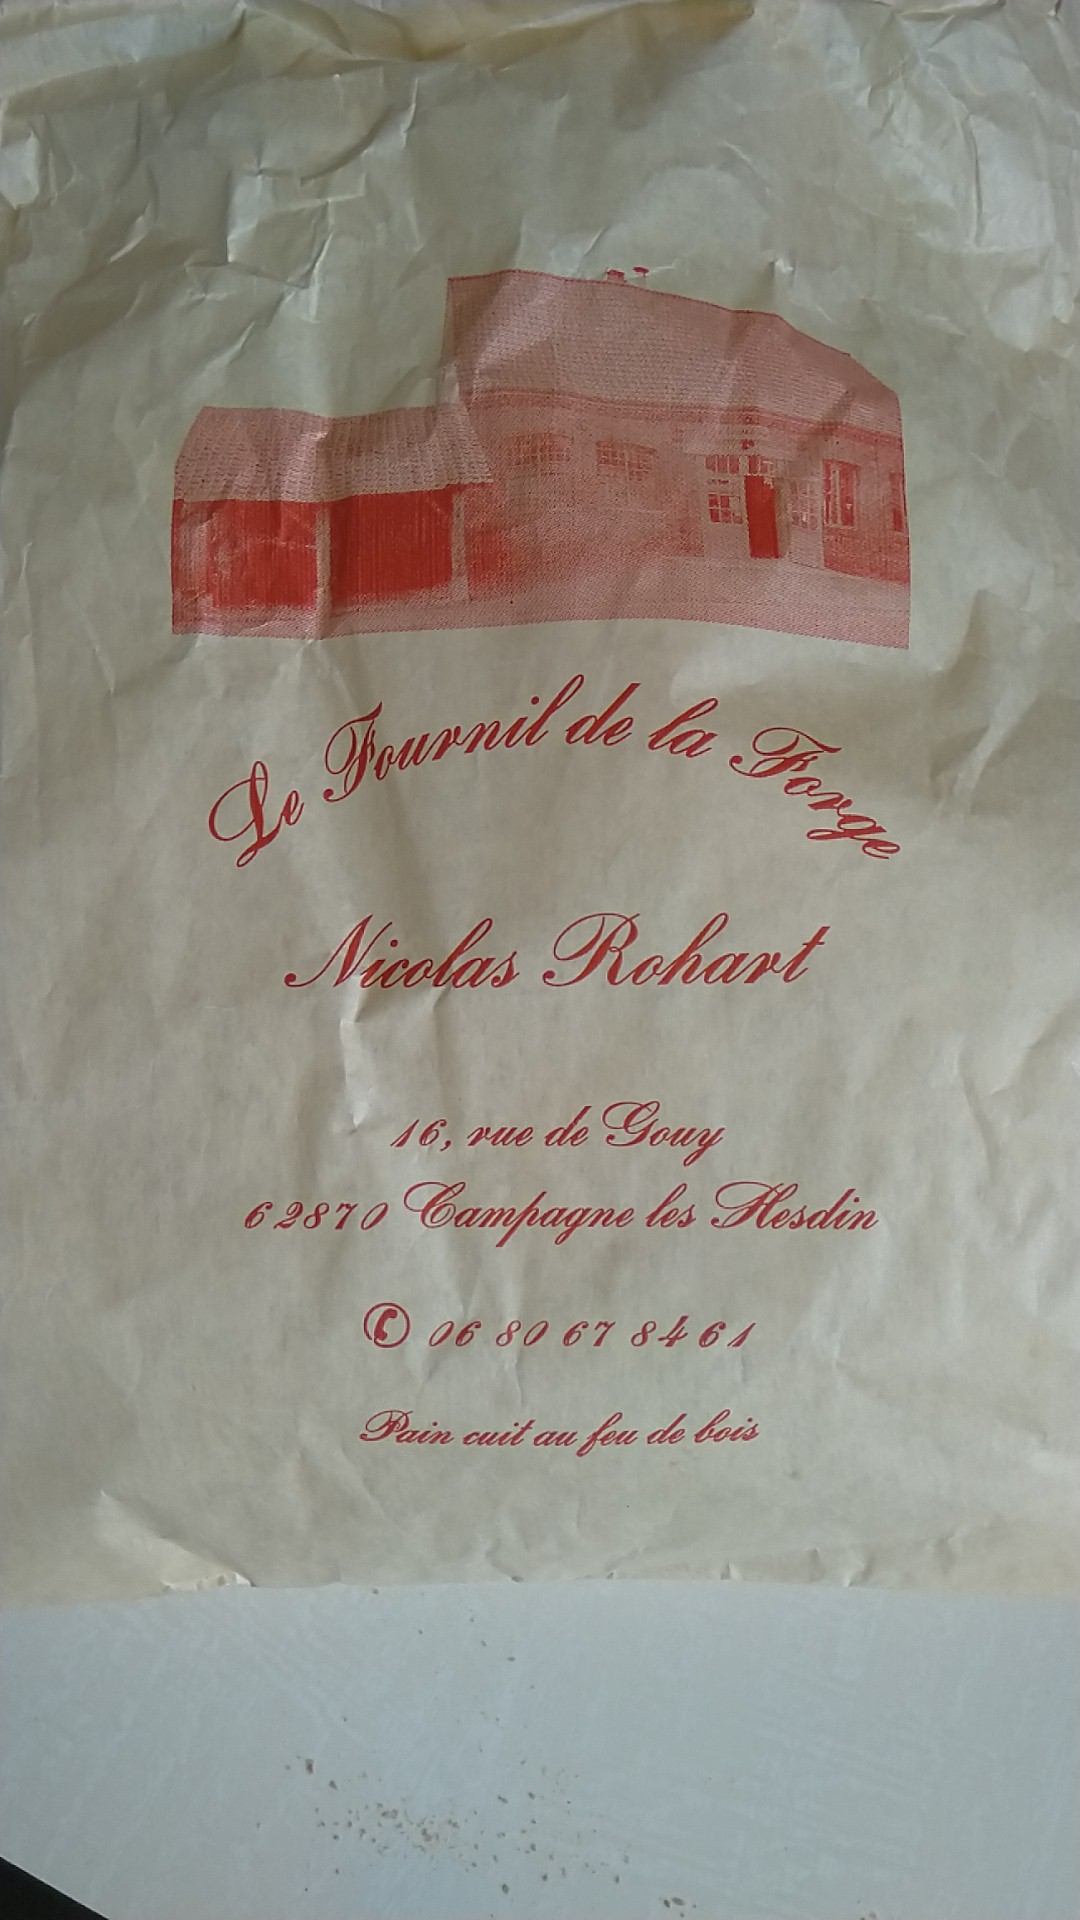 Le Fournil de la Forge
Nicolas Rohart
16, rue de Gouy
62870 Campagne les Hesdin
06 80 67 84 61
Pain cuit au feu de bois